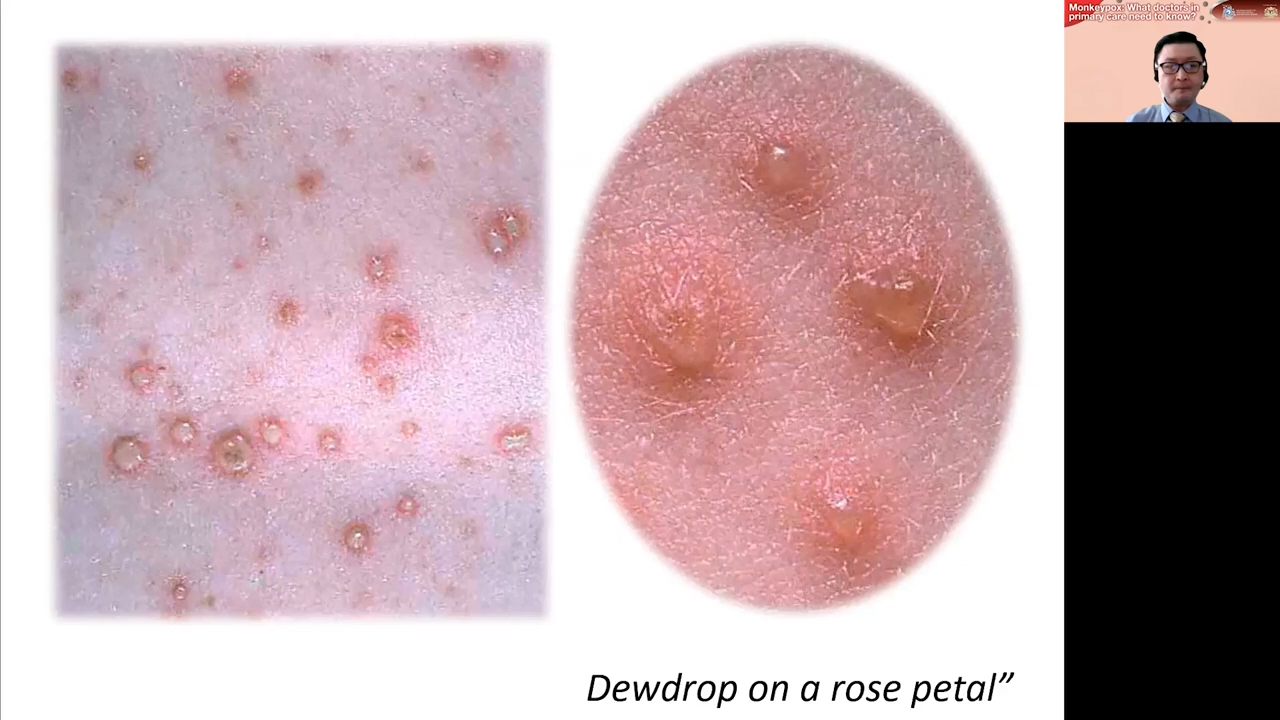 Monkeypox: What doctors in
primary care need to know?
Dewdrop on a rose petal”